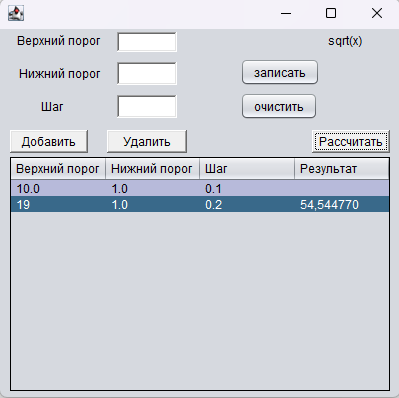 Верхний порог sqrt(x)
Нижний порог записать
Шаг очистить
Добавить Удалить Рассчитать
Верхний порог Нижний порог Шаг Результат
10.0 1.0 0.1
19 1.0 0.2 54,544770